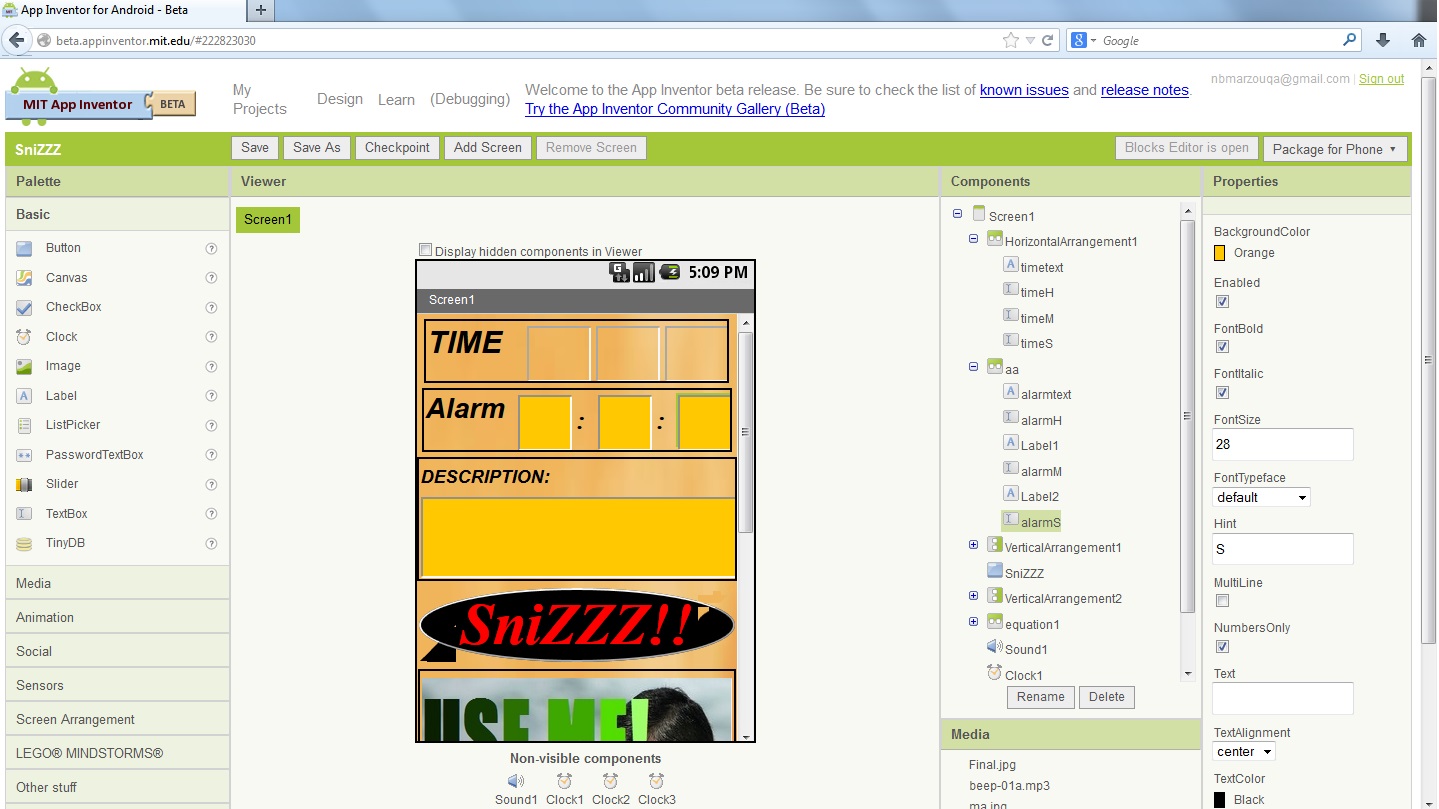 App Inventor for Android - Beta
beta.appinventor.mit.edu/#222823030
Google
nbmarzouqa@gmail.com | Sign out
MIT App Inventor BETA
My Projects
Design
Learn
(Debugging)
Welcome to the App Inventor beta release. Be sure to check the list of known issues and release notes.
Try the App Inventor Community Gallery (Beta)
SniZZZ
Save
Save As
Checkpoint
Add Screen
Remove Screen
Blocks Editor is open
Package for Phone
Palette
Basic
Button
Canvas
CheckBox
Clock
Image
Label
ListPicker
PasswordTextBox
Slider
TextBox
TinyDB
Media
Animation
Social
Sensors
Screen Arrangement
LEGO® MINDSTORMS®
Other stuff
Viewer
Screen1
Display hidden components in Viewer
5:09 PM
Screen1
TIME
Alarm : :
DESCRIPTION:
SniZZZ!!
USE ME!
Non-visible components
Sound1 Clock1 Clock2 Clock3
Components
Screen1
HorizontalArrangement1
timetext
timeH
timeM
timeS
aa
alarmtext
alarmH
Label1
alarmM
Label2
alarmS
VerticalArrangement1
SniZZZ
VerticalArrangement2
equation1
Sound1
Clock1
Rename
Delete
Media
Final.jpg
beep-01a.mp3
ma.jpg
Properties
BackgroundColor
Orange
Enabled
FontBold
FontItalic
FontSize
28
FontTypeface
default
Hint
S
MultiLine
NumbersOnly
Text
TextAlignment
center
TextColor
Black